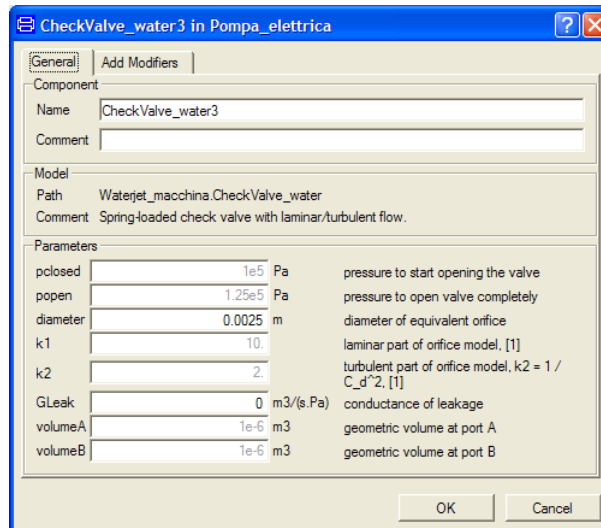 CheckValve_water3 in Pompa_elettrica
General Add Modifiers
Component
Name CheckValve_water3
Comment
Model
Path Waterjet_macchina.CheckValve_water
Comment Spring-loaded check valve with laminar/turbulent flow.
Parameters
pclosed 1e5 Pa pressure to start opening the valve
popen 1.25e5 Pa pressure to open valve completely
diameter 0.0025 m diameter of equivalent orifice
k1 10. laminar part of orifice model, [1]
k2 2. turbulent part of orifice model, k2 = 1 /
C_d^2, [1]
GLeak 0 m3/(s.Pa) conductance of leakage
volumeA 1e-6 m3 geometric volume at port A
volumeB 1e-6 m3 geometric volume at port B
OK Cancel